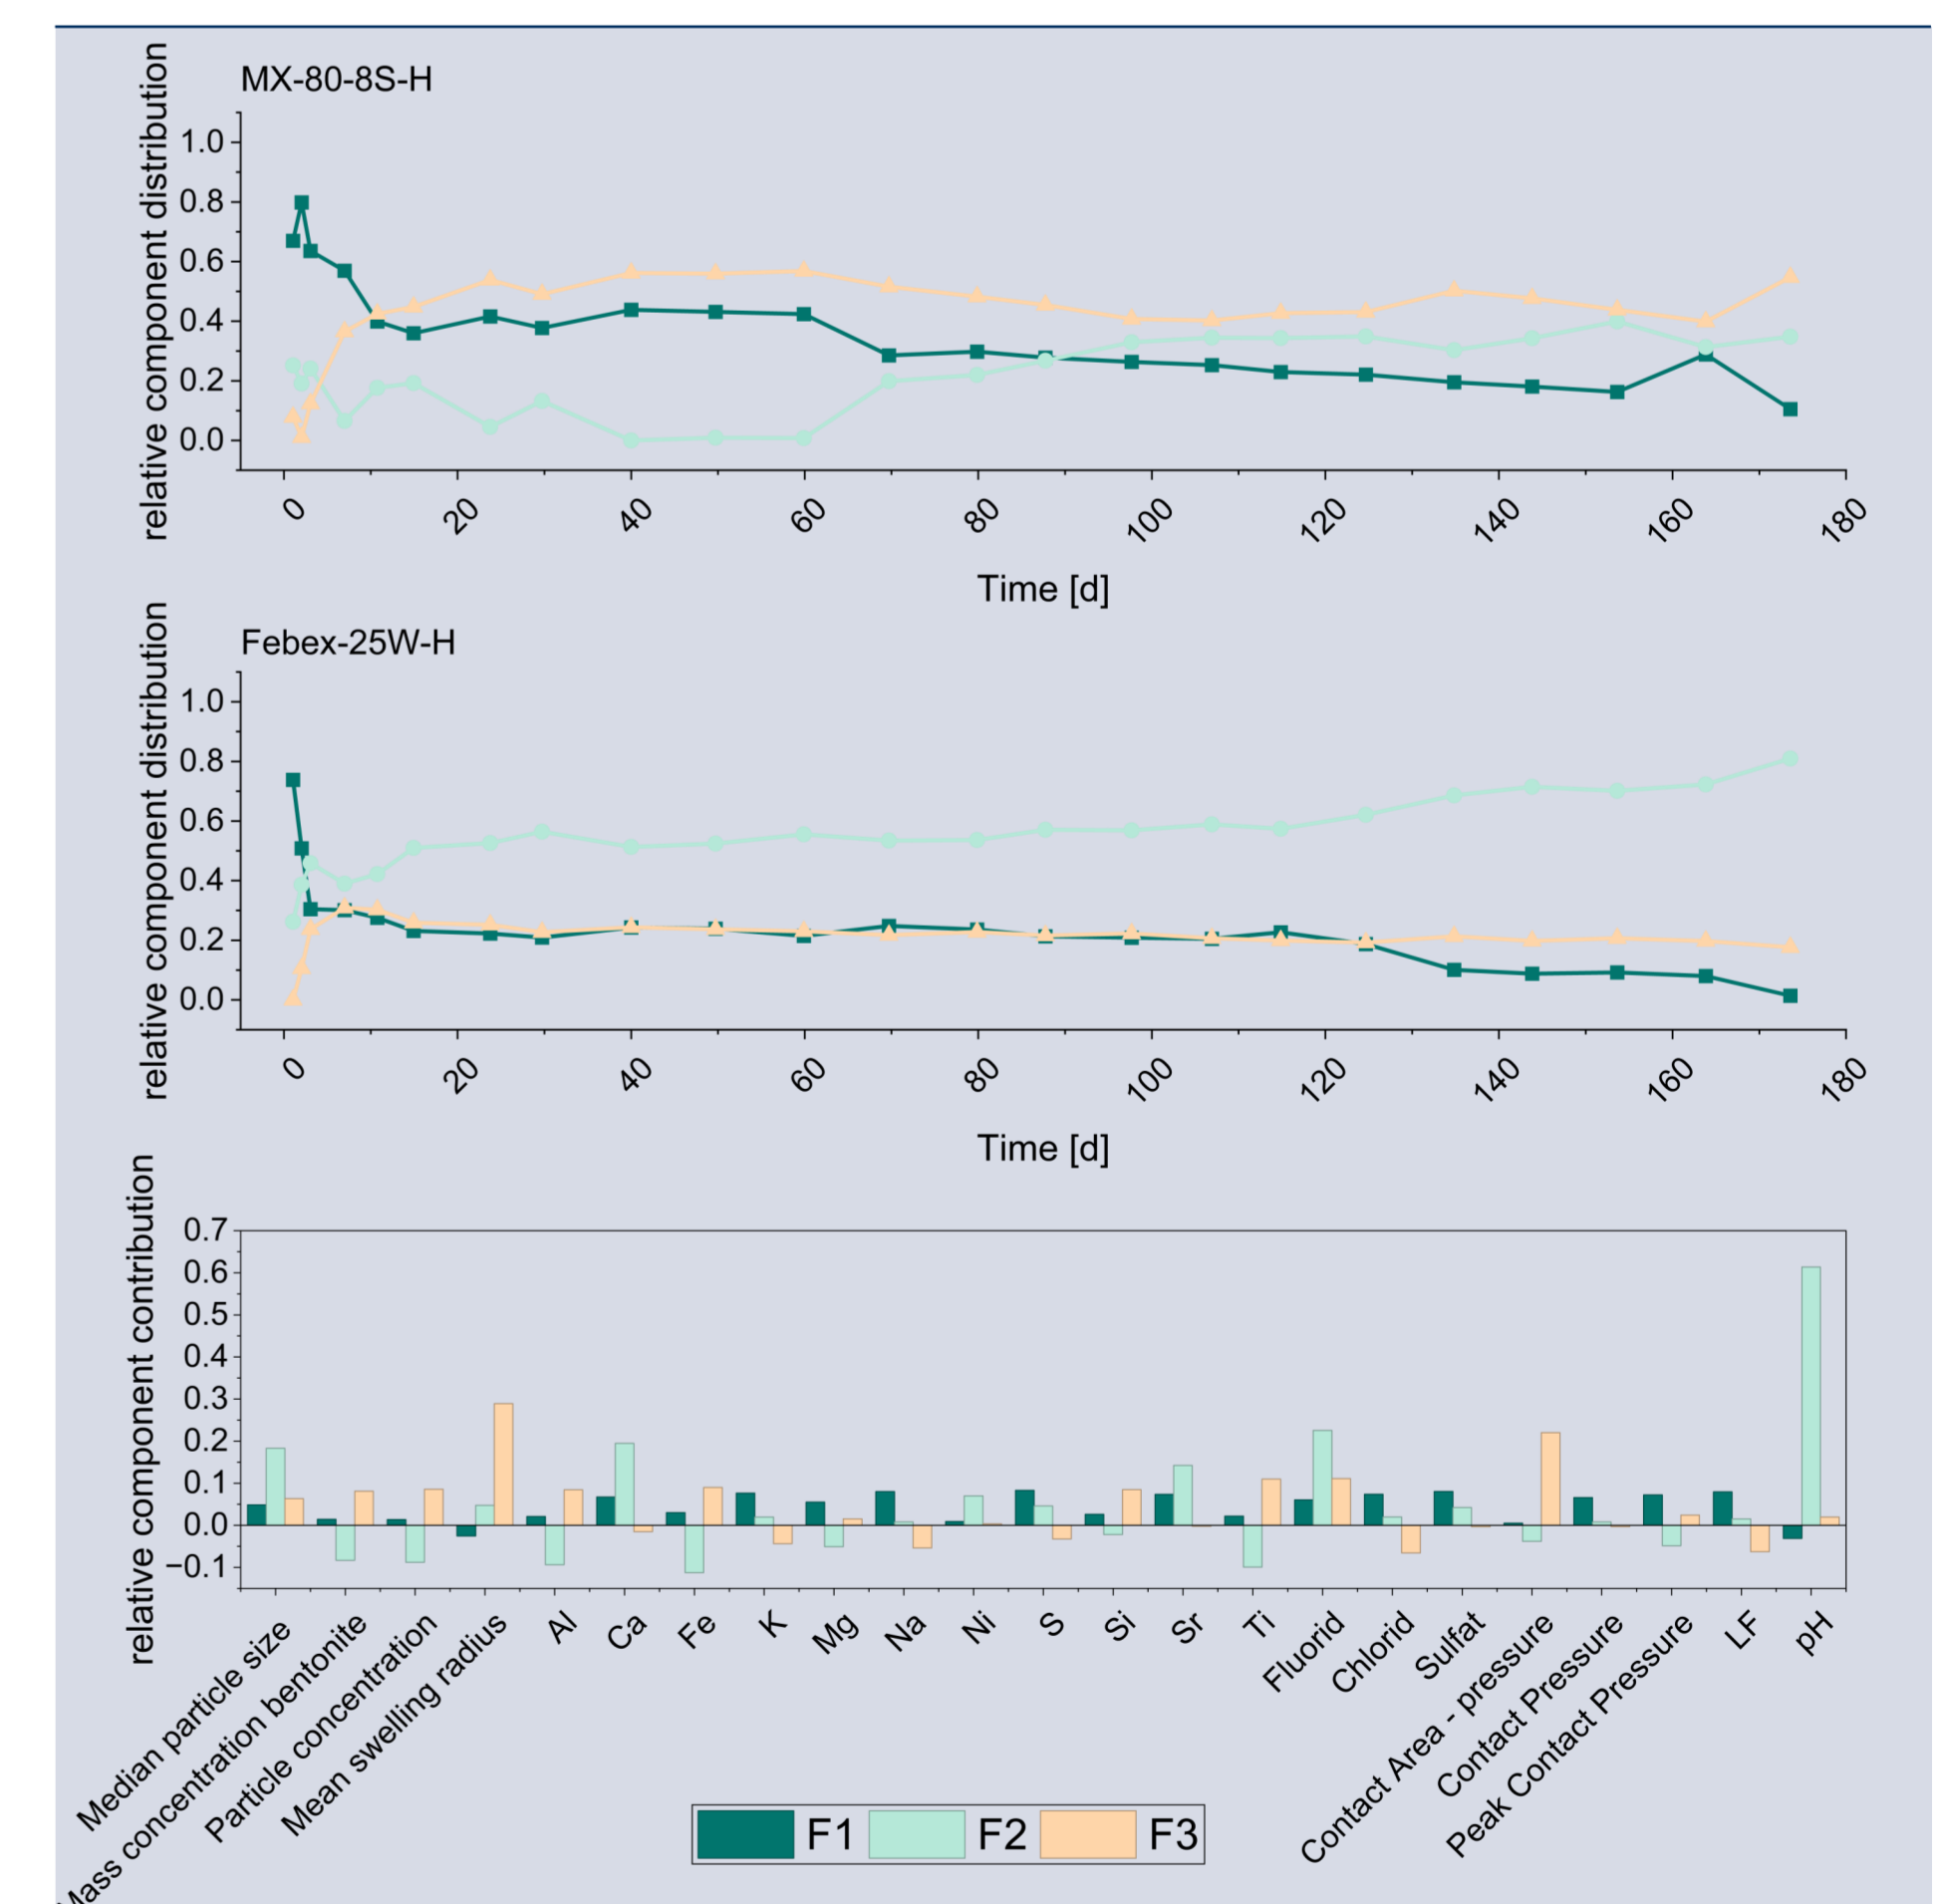 MX-80-8S-H
relative component distribution
1.0
0.8
0.6
0.4
0.2
0.0
0 20 40 60 80 100 120 140 160 180
Time [d]
Febex-25W-H
relative component distribution
1.0
0.8
0.6
0.4
0.2
0.0
0 20 40 60 80 100 120 140 160 180
Time [d]
relative component contribution
0.7
0.6
0.5
0.4
0.3
0.2
0.1
0.0
−0.1
Median particle size
Mass concentration bentonite
Particle concentration
Mean swelling radius
Al
Ca
Fe
K
Mg
Na
Ni
S
Si
Sr
Ti
Fluorid
Chlorid
Sulfat
Contact Area - pressure
Contact Pressure
Peak Contact Pressure
LF
pH
F1 F2 F3